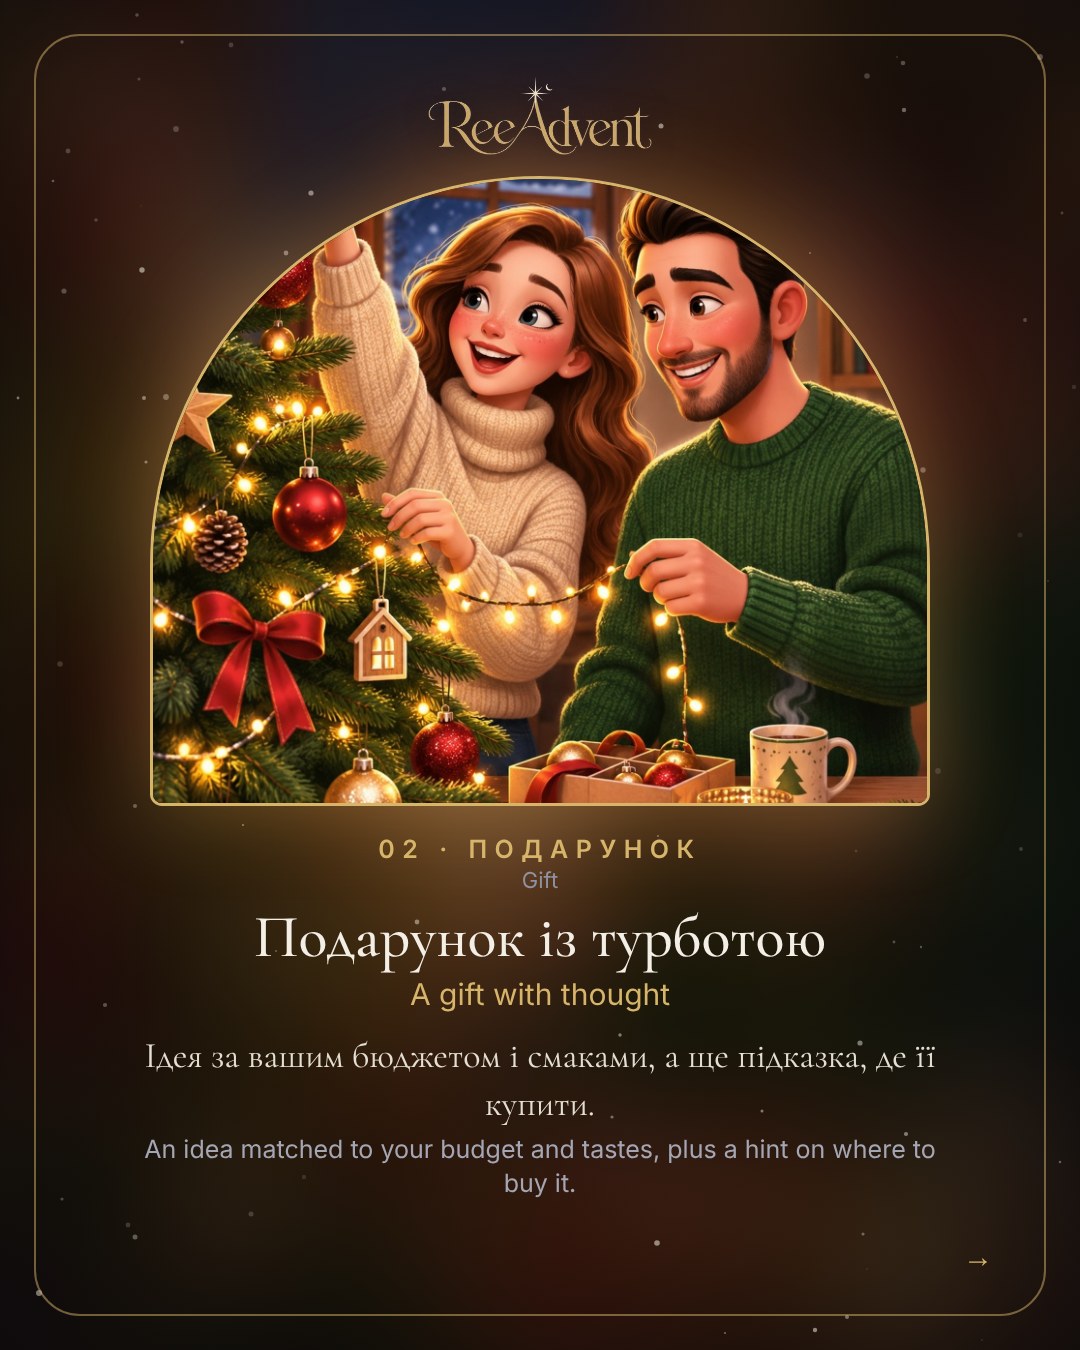 ReeAdvent
02 · ПОДАРУНОК
Gift
Подарунок із турботою
A gift with thought
Ідея за вашим бюджетом і смаками, а ще підказка, де її
купити.
An idea matched to your budget and tastes, plus a hint on where to
buy it.
→